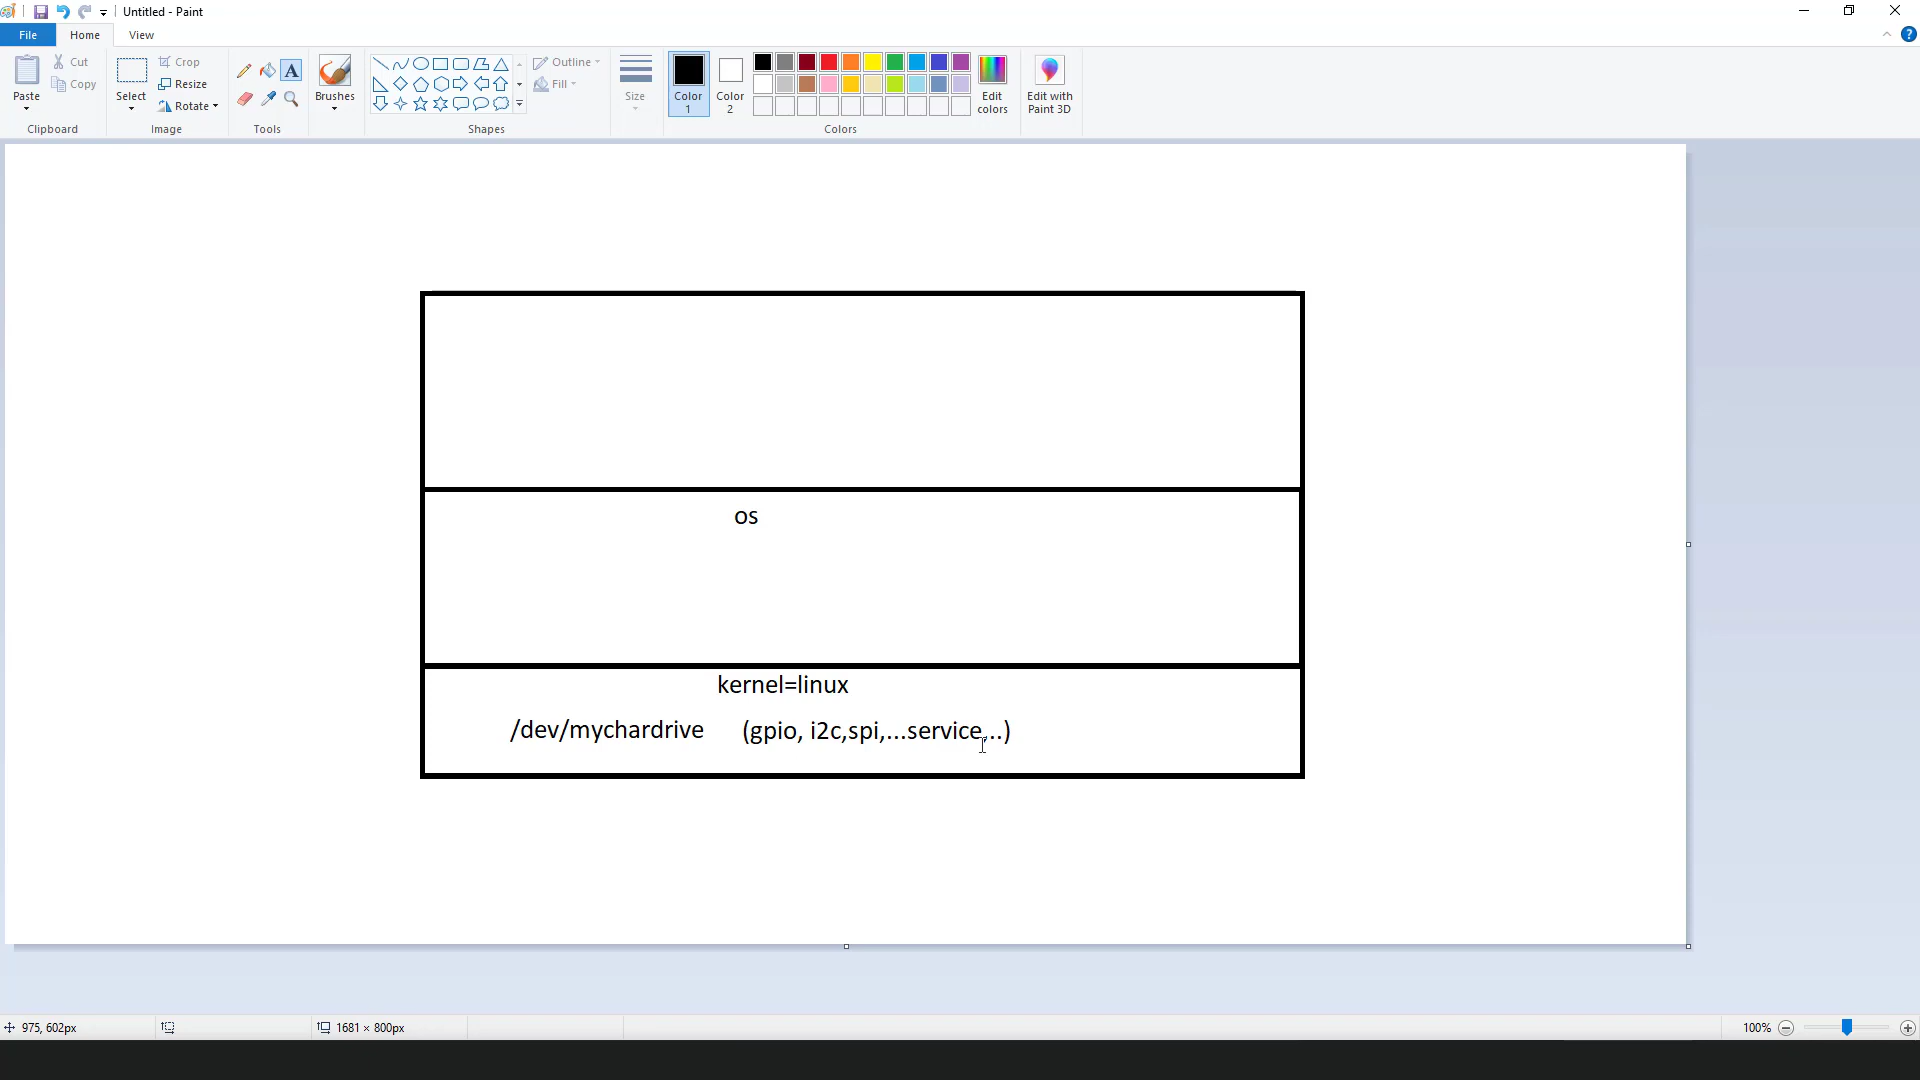 Untitled - Paint
File Home View
Paste
Cut
Copy
Clipboard
Select
Crop
Resize
Rotate
Image
A
Tools
Brushes
Shapes
Outline
Fill
Size
Color 1
Color 2
Edit colors
Colors
Edit with Paint 3D
?
os
kernel=linux
/dev/mychardrive (gpio, i2c,spi,...service,..)
975, 602px
1681 × 800px
100%